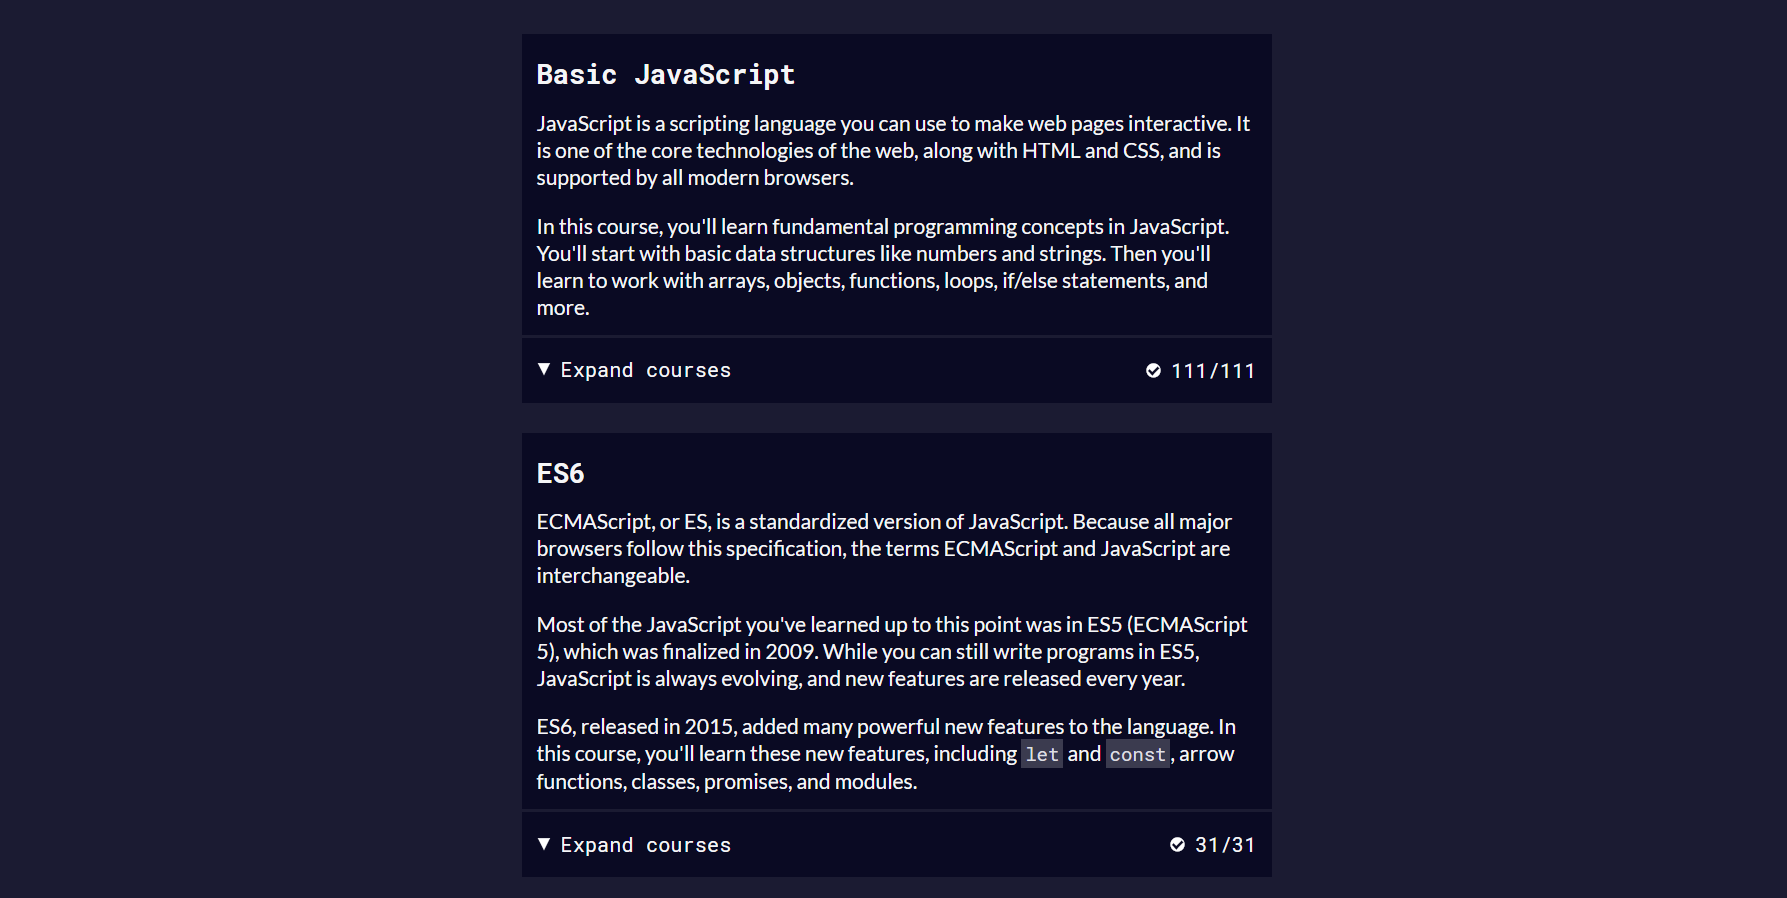 Basic JavaScript
JavaScript is a scripting language you can use to make web pages interactive. It
is one of the core technologies of the web, along with HTML and CSS, and is
supported by all modern browsers.
In this course, you'll learn fundamental programming concepts in JavaScript.
You'll start with basic data structures like numbers and strings. Then you'll
learn to work with arrays, objects, functions, loops, if/else statements, and
more.
Expand courses 111/111
ES6
ECMAScript, or ES, is a standardized version of JavaScript. Because all major
browsers follow this specification, the terms ECMAScript and JavaScript are
interchangeable.
Most of the JavaScript you've learned up to this point was in ES5 (ECMAScript
5), which was finalized in 2009. While you can still write programs in ES5,
JavaScript is always evolving, and new features are released every year.
ES6, released in 2015, added many powerful new features to the language. In
this course, you'll learn these new features, including let and const, arrow
functions, classes, promises, and modules.
Expand courses 31/31